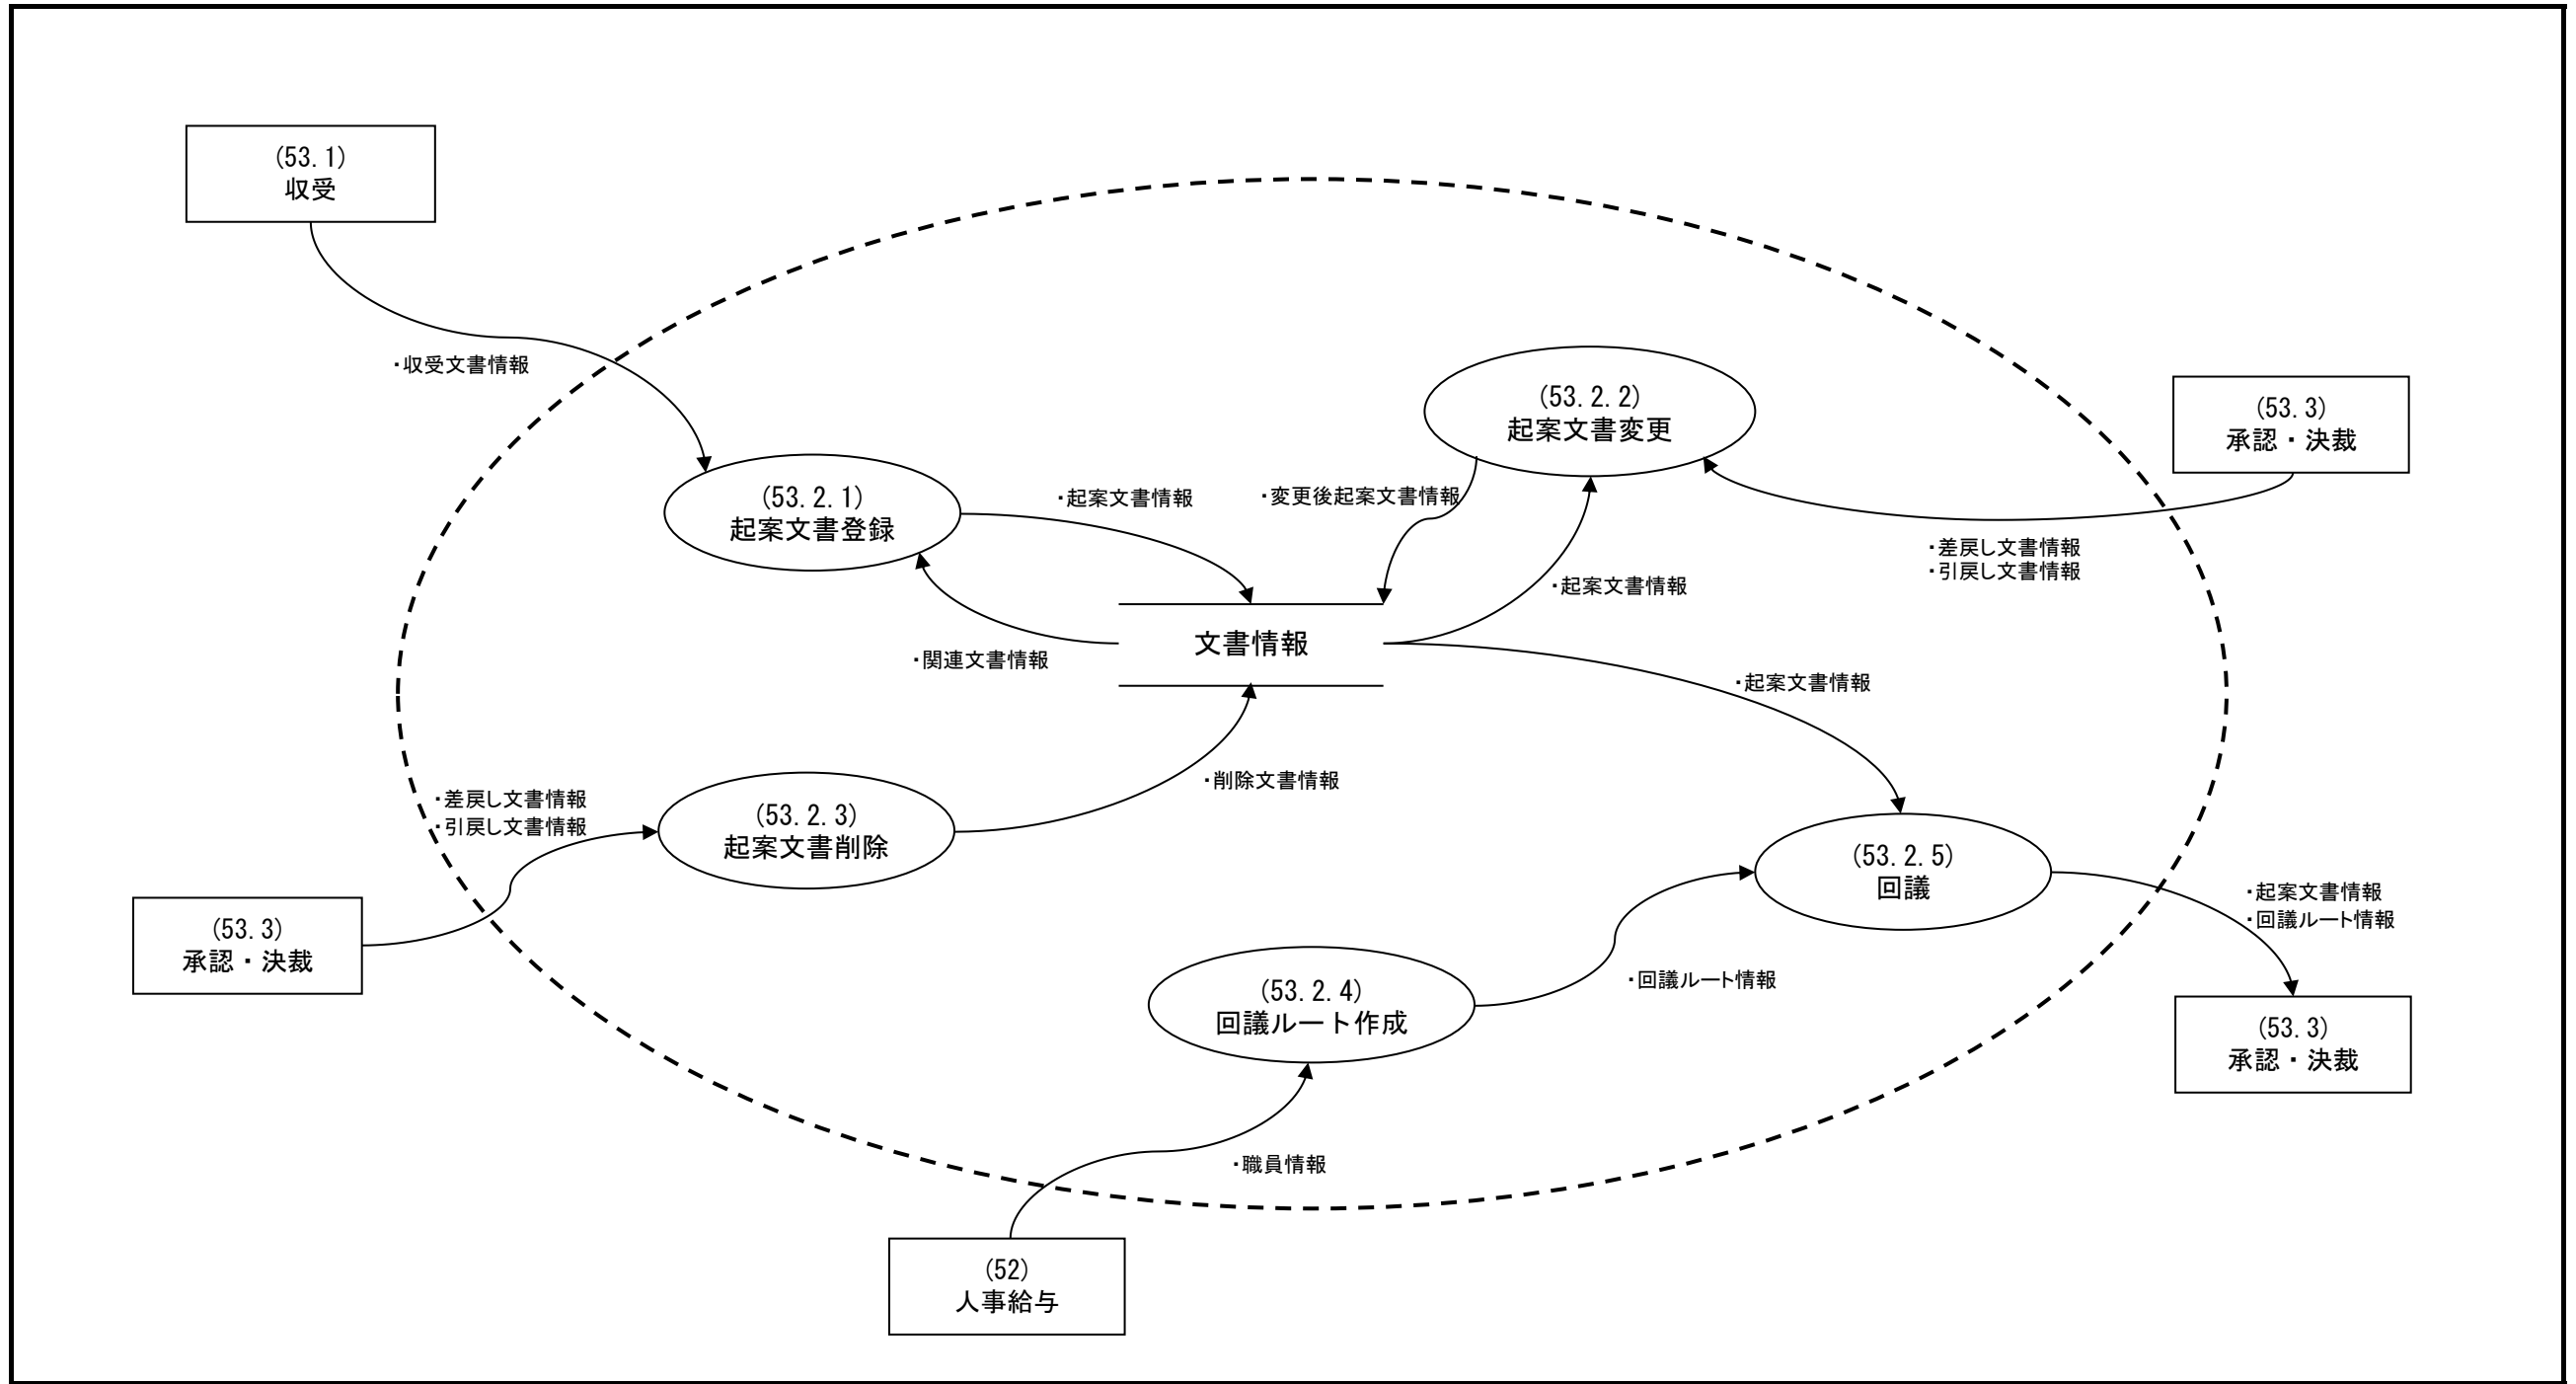 (53.1)
収受
・収受文書情報
(53.2.2)
起案文書変更
(53.3)
承認・決裁
(53.2.1)
起案文書登録
・起案文書情報
・変更後起案文書情報
・差戻し文書情報
・引戻し文書情報
・起案文書情報
文書情報
・関連文書情報
・起案文書情報
・差戻し文書情報
・引戻し文書情報
(53.2.3)
起案文書削除
・削除文書情報
(53.2.5)
回議
・起案文書情報
・回議ルート情報
(53.3)
承認・決裁
(53.2.4)
回議ルート作成
・回議ルート情報
(53.3)
承認・決裁
・職員情報
(52)
人事給与